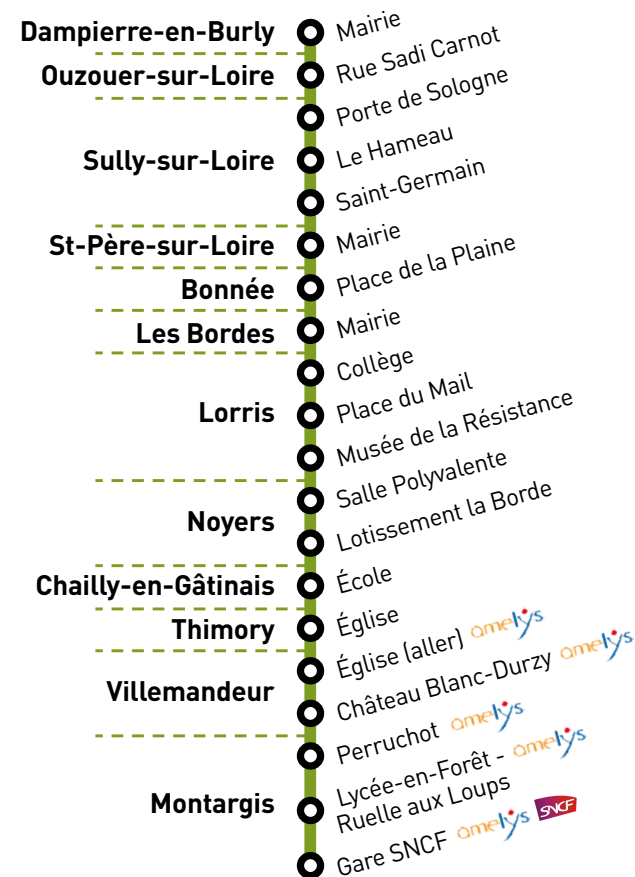 Dampierre-en-Burly Mairie
Ouzouer-sur-Loire Rue Sadi Carnot
Porte de Sologne
Sully-sur-Loire Le Hameau
Saint-Germain
St-Père-sur-Loire Mairie
Bonnée Place de la Plaine
Les Bordes Mairie
Collège
Lorris Place du Mail
Musée de la Résistance
Salle Polyvalente
Noyers
Lotissement la Borde
Chailly-en-Gâtinais École
Thimory Église
Église (aller) amelys
Villemandeur
Château Blanc-Durzy amelys
Perruchot amelys
Montargis
Lycée-en-Forêt - amelys
Ruelle aux Loups
Gare SNCF amelys SNCF